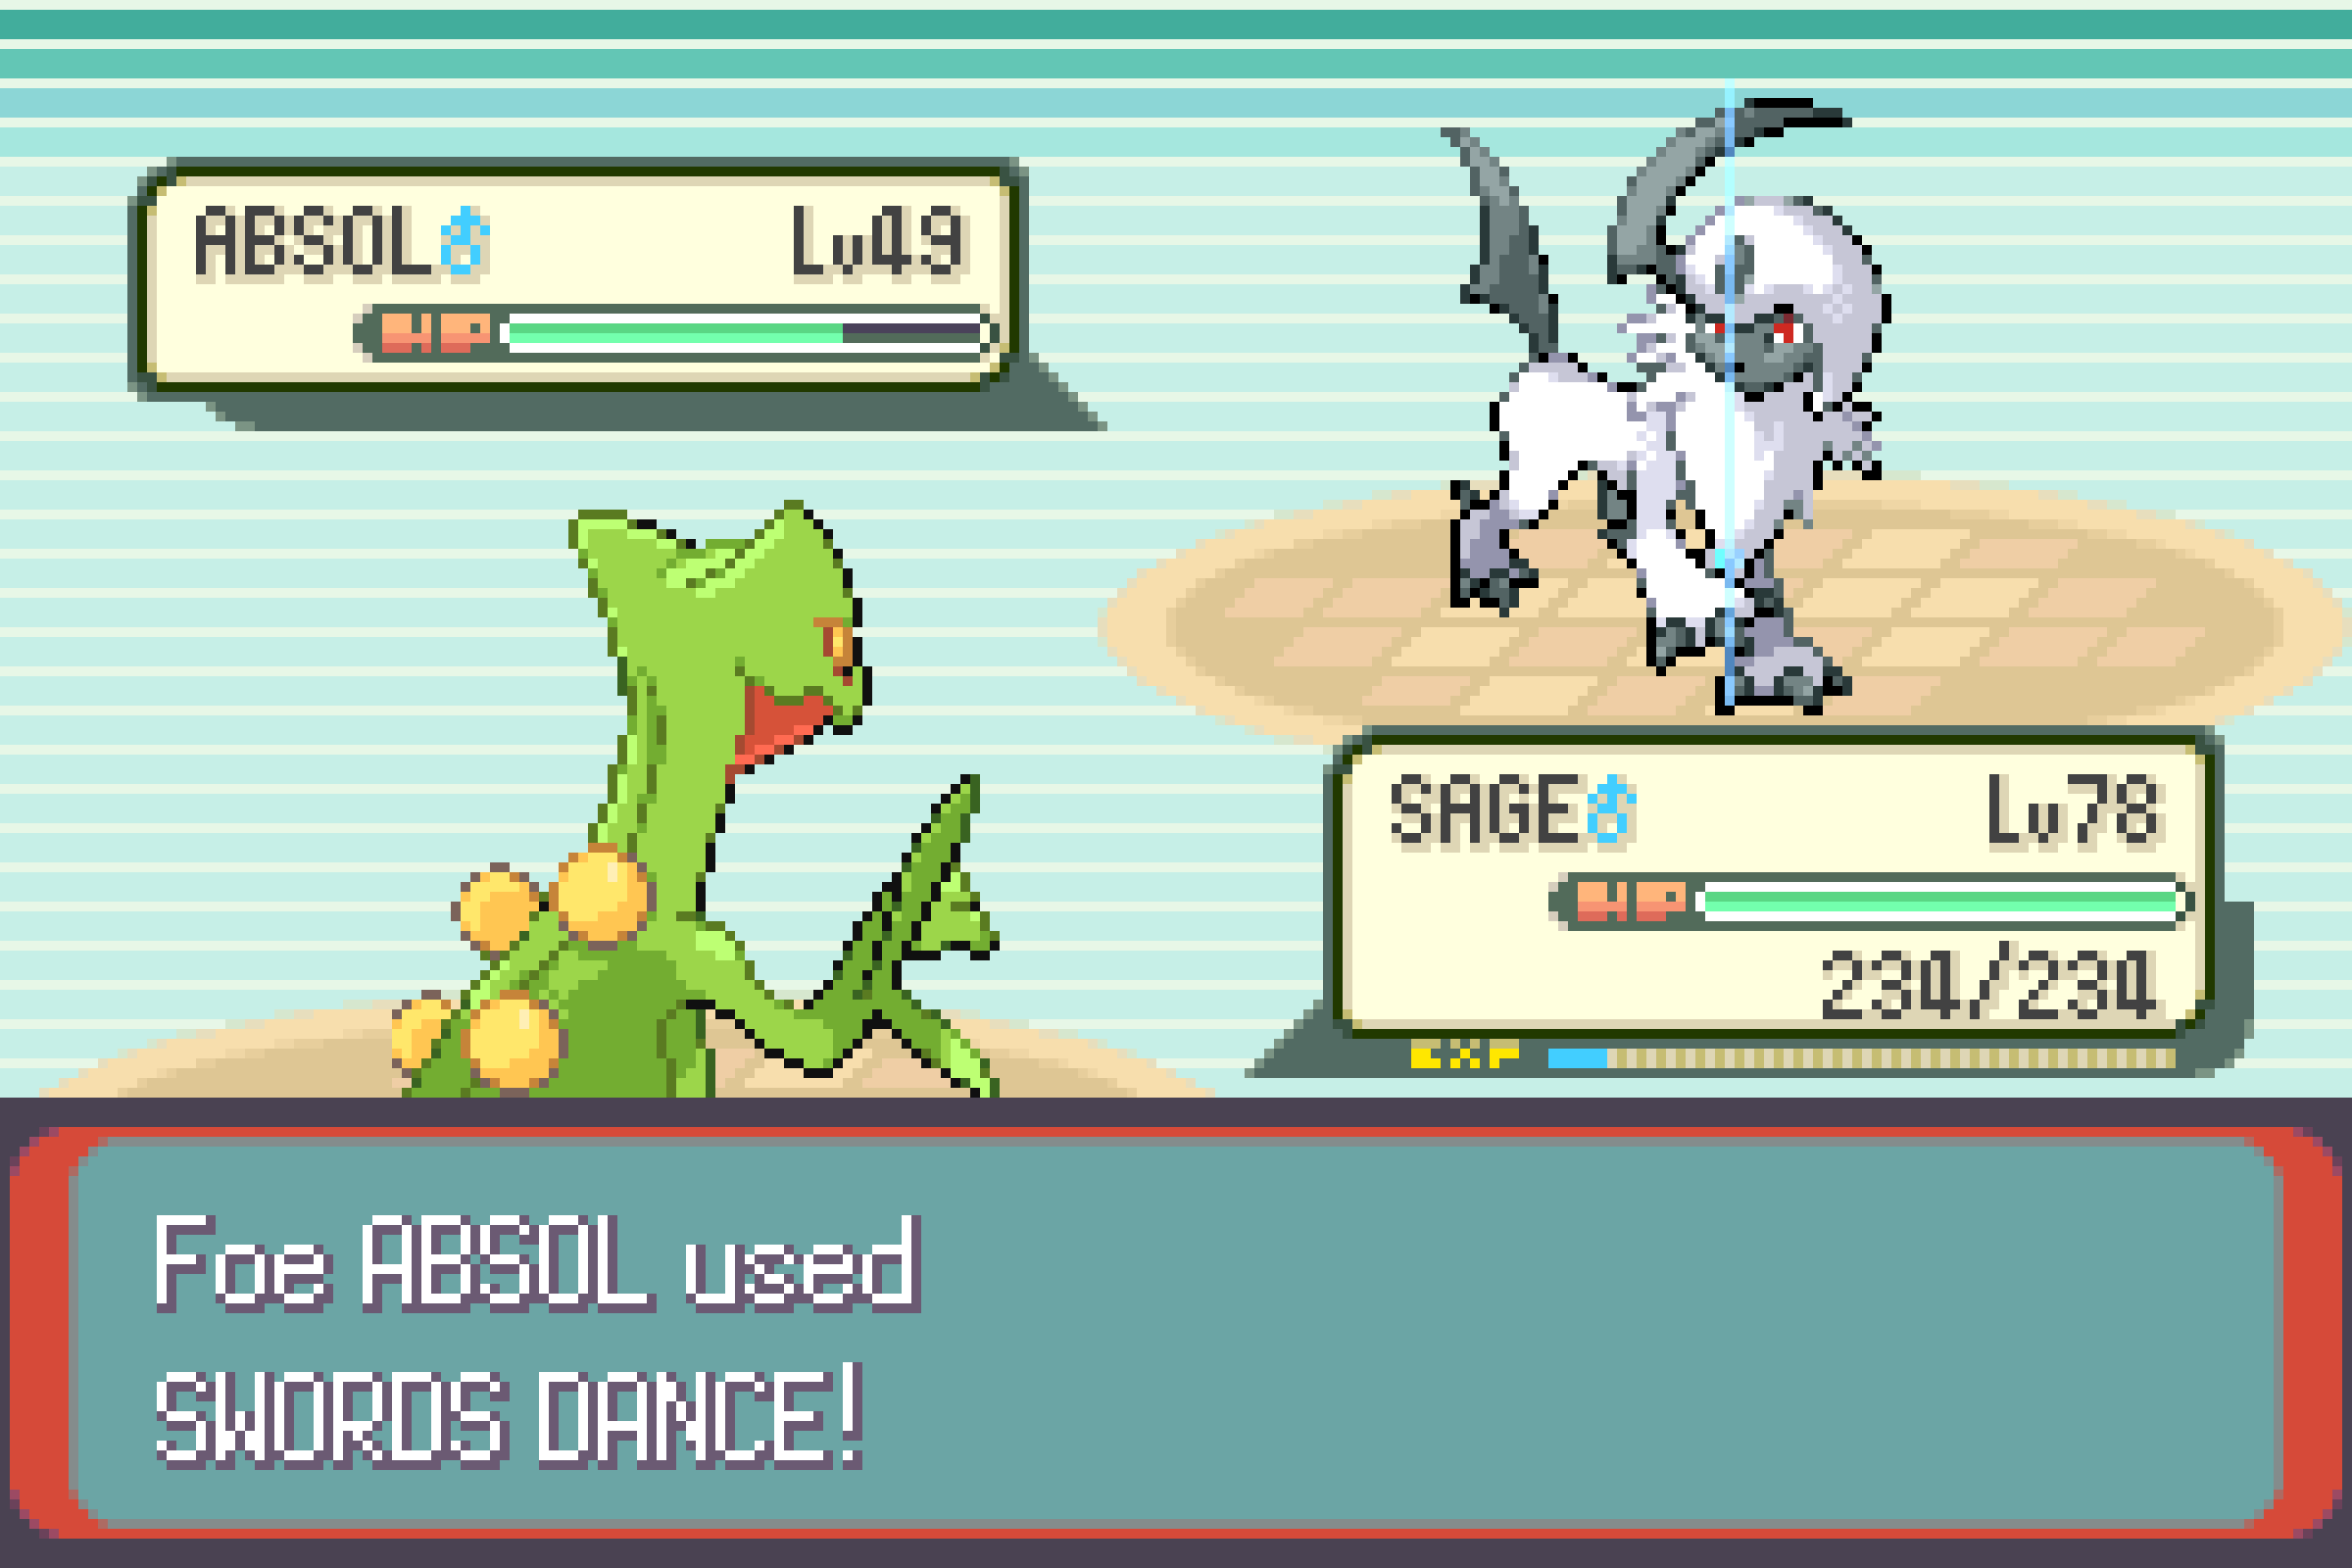 ABSOL♂ Lv49
HP
SAGE♂ Lv78
HP
234/234
EXP
Foe ABSOL used
SWORDS DANCE!